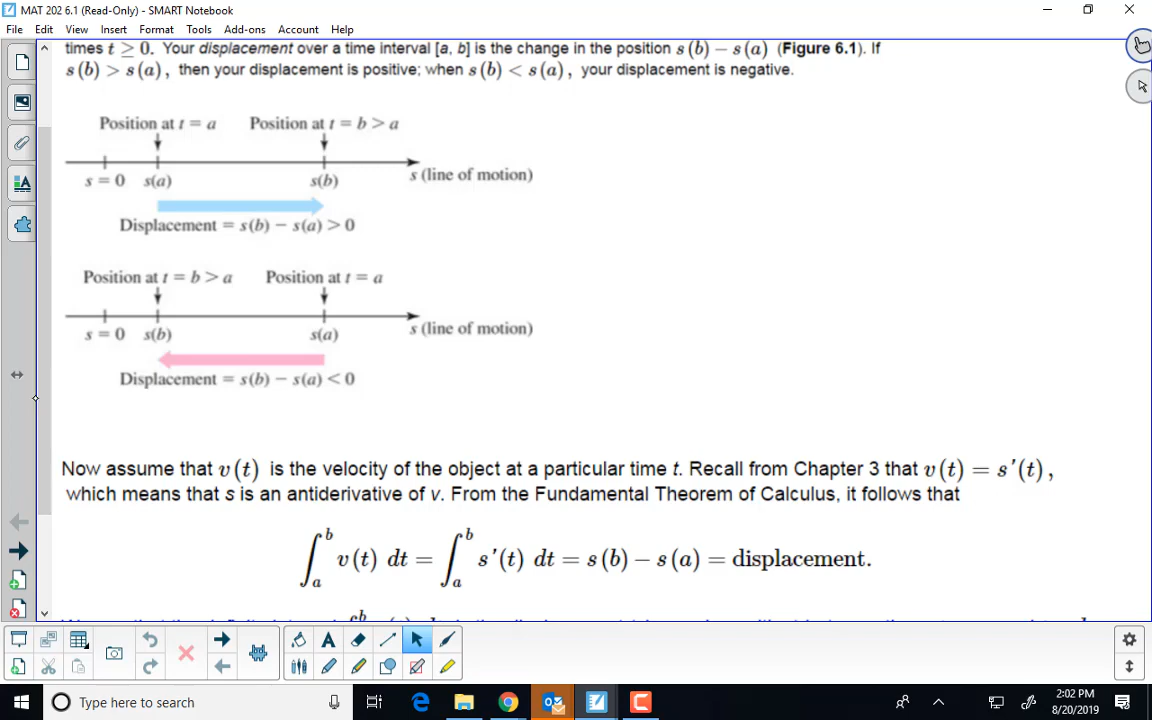 MAT 202 6.1 (Read-Only) - SMART Notebook
File Edit View Insert Format Tools Add-ons Account Help
times t ≥ 0. Your displacement over a time interval [a, b] is the change in the position s (b) − s (a) (Figure 6.1). If
s (b) > s (a), then your displacement is positive; when s (b) < s (a), your displacement is negative.
Position at t = a Position at t = b > a
s = 0 s(a) s(b) s (line of motion)
Displacement = s(b) − s(a) > 0
Position at t = b > a Position at t = a
s = 0 s(b) s(a) s (line of motion)
Displacement = s(b) − s(a) < 0
Now assume that v (t) is the velocity of the object at a particular time t. Recall from Chapter 3 that v (t) = s′ (t),
which means that s is an antiderivative of v. From the Fundamental Theorem of Calculus, it follows that
∫ₐᵇ v (t) dt = ∫ₐᵇ s′ (t) dt = s (b) − s (a) = displacement.
Type here to search
2:02 PM
8/20/2019